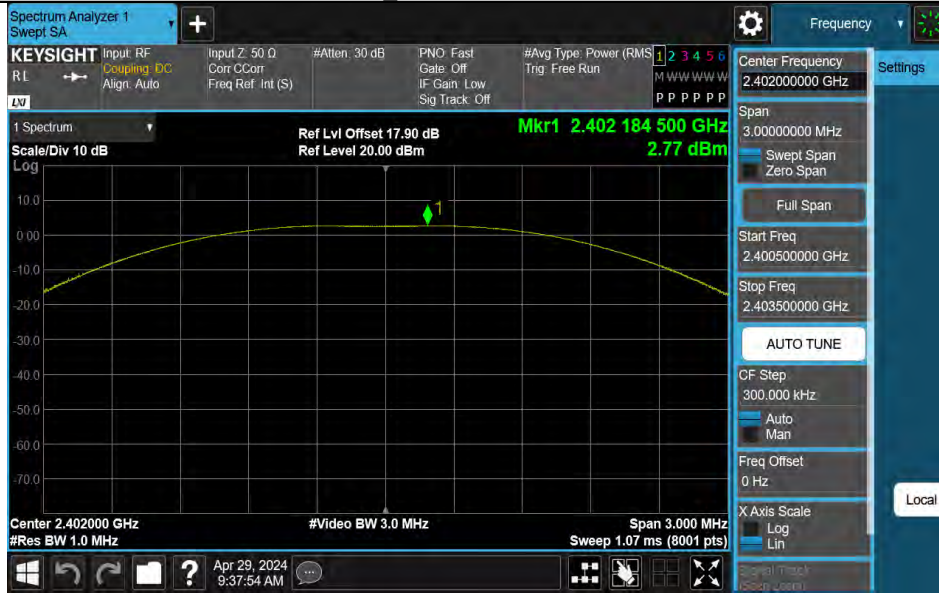 Spectrum Analyzer 1
Swept SA
+
Frequency
KEYSIGHT
R L
LXI
Input: RF
Coupling: DC
Align: Auto
Input Z: 50 Ω
Corr CCorr
Freq Ref: Int (S)
#Atten: 30 dB
PNO: Fast
Gate: Off
IF Gain: Low
Sig Track: Off
#Avg Type: Power (RMS
Trig: Free Run
1 2 3 4 5 6
M W W W W W
P P P P P P
1 Spectrum
Scale/Div 10 dB
Log
Ref Lvl Offset 17.90 dB
Ref Level 20.00 dBm
Mkr1 2.402 184 500 GHz
2.77 dBm
1
10.0
0.00
-10.0
-20.0
-30.0
-40.0
-50.0
-60.0
-70.0
Center 2.402000 GHz
#Res BW 1.0 MHz
#Video BW 3.0 MHz
Span 3.000 MHz
Sweep 1.07 ms (8001 pts)
?
Apr 29, 2024
9:37:54 AM
Center Frequency
2.402000000 GHz
Span
3.00000000 MHz
Swept Span
Zero Span
Full Span
Start Freq
2.400500000 GHz
Stop Freq
2.403500000 GHz
AUTO TUNE
CF Step
300.000 kHz
Auto
Man
Freq Offset
0 Hz
X Axis Scale
Log
Lin
Signal Track
(Span Zoom)
Settings
Local